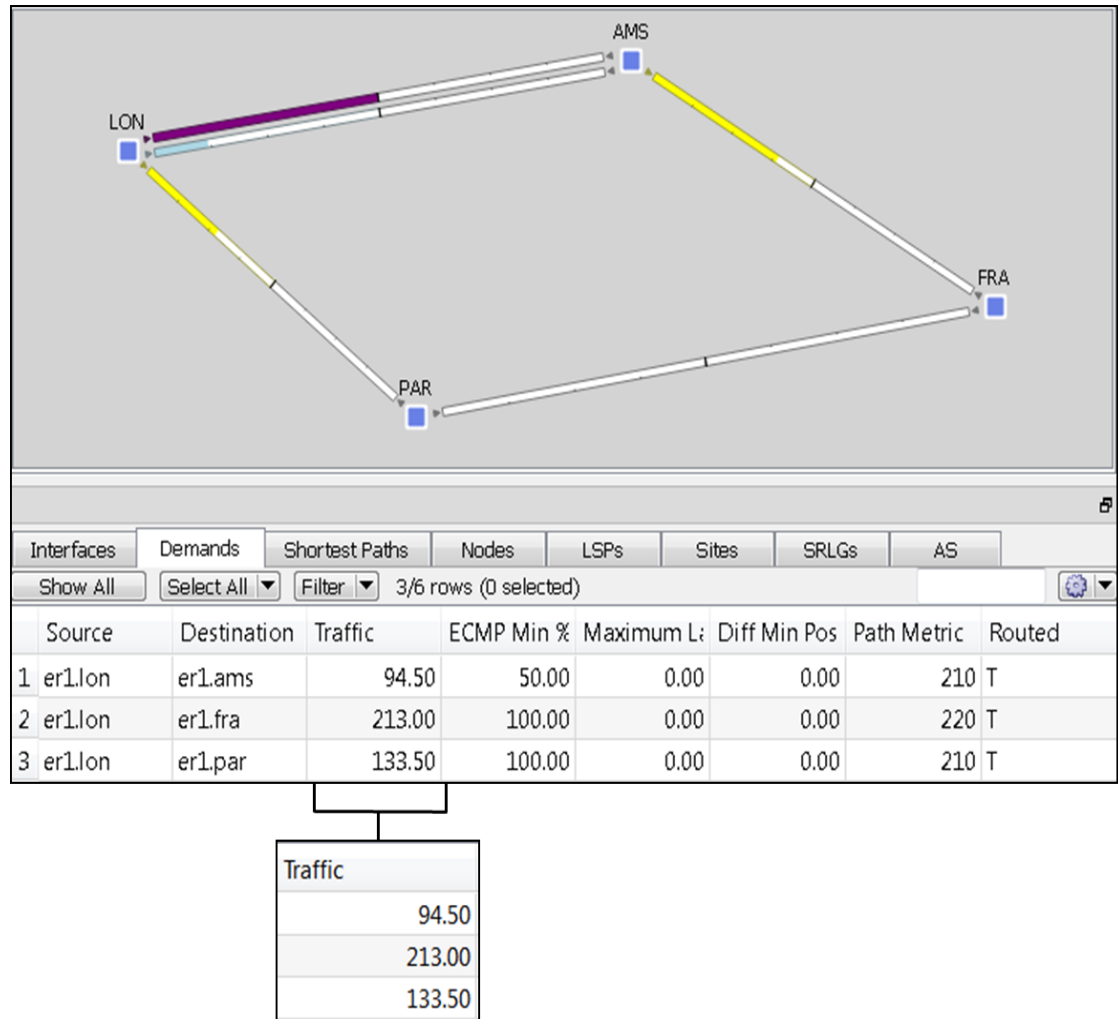 AMS
LON
FRA
PAR
Interfaces Demands Shortest Paths Nodes LSPs Sites SRLGs AS
Show All Select All Filter 3/6 rows (0 selected)
Source Destination Traffic ECMP Min % Maximum La Diff Min Pos Path Metric Routed
1 er1.lon er1.ams 94.50 50.00 0.00 0.00 210 T
2 er1.lon er1.fra 213.00 100.00 0.00 0.00 220 T
3 er1.lon er1.par 133.50 100.00 0.00 0.00 210 T
Traffic
94.50
213.00
133.50